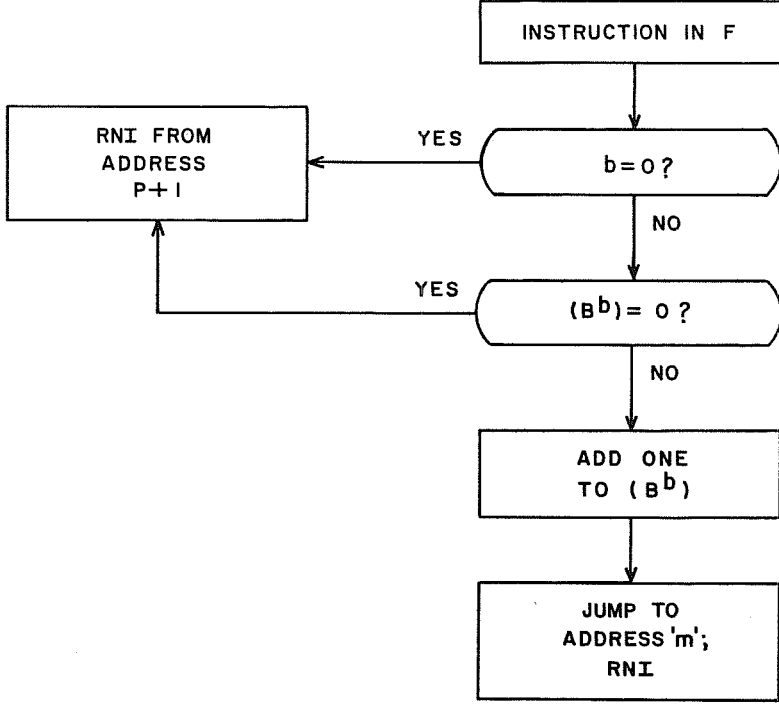 INSTRUCTION IN F
YES
RNI FROM
ADDRESS
P+1
b=0?
NO
YES
(B^b)= 0?
NO
ADD ONE
TO (B^b)
JUMP TO
ADDRESS 'm';
RNI